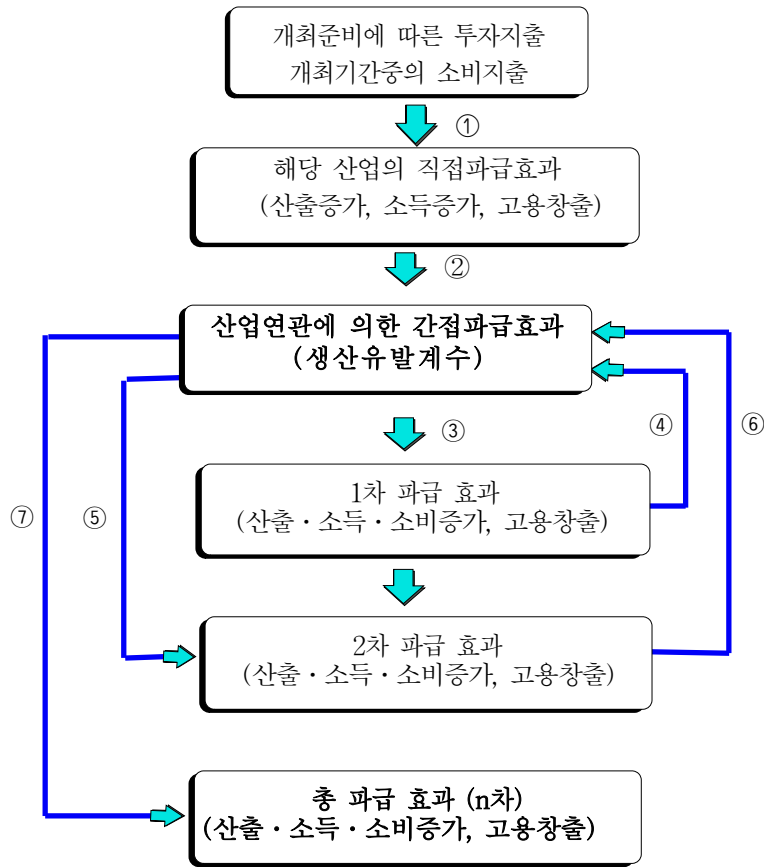 개최준비에 따른 투자지출
개최기간중의 소비지출
①
해당 산업의 직접파급효과
(산출증가, 소득증가, 고용창출)
②
산업연관에 의한 간접파급효과
(생산유발계수)
③
④
⑥
1차 파급 효과
(산출·소득·소비증가, 고용창출)
⑦
⑤
2차 파급 효과
(산출·소득·소비증가, 고용창출)
총 파급 효과 (n차)
(산출·소득·소비증가, 고용창출)